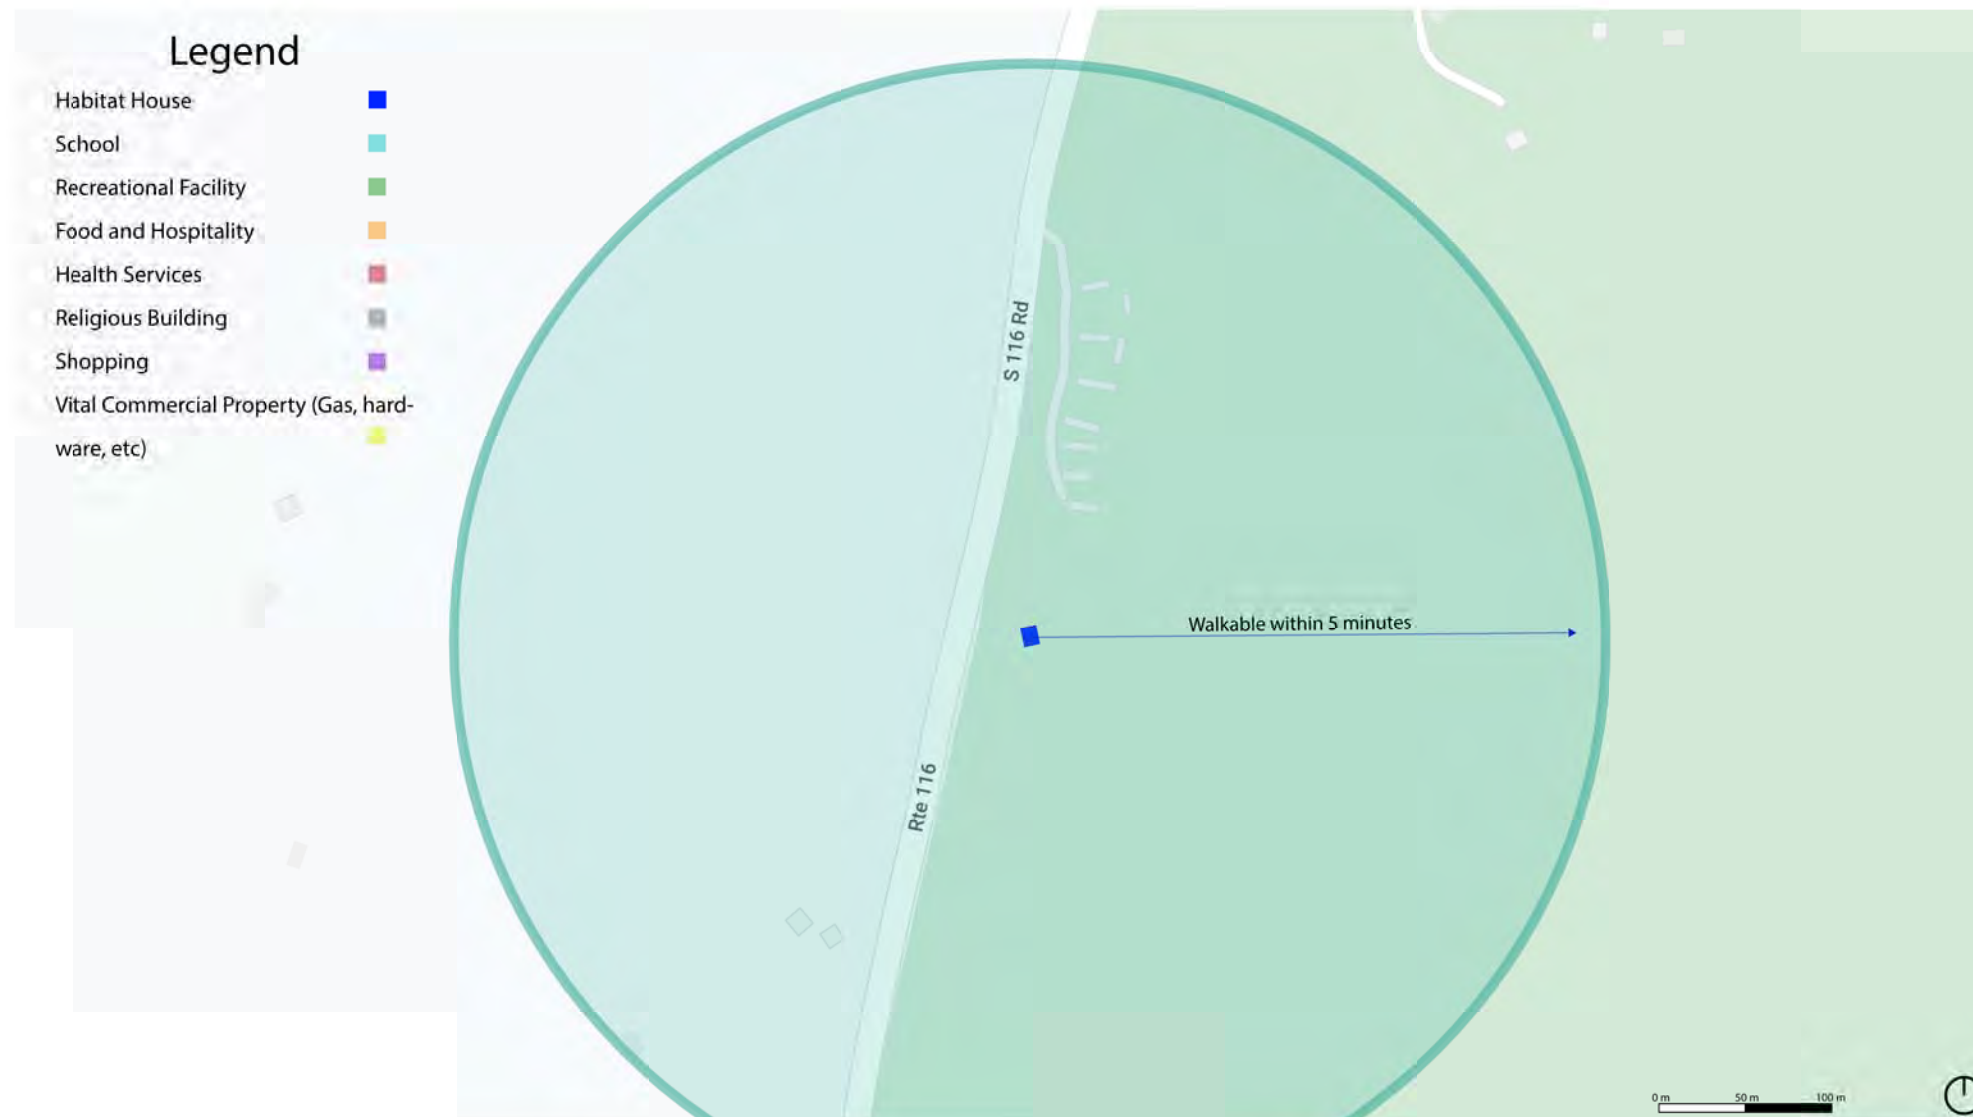 Legend
Habitat House
School
Recreational Facility
Food and Hospitality
Health Services
Religious Building
Shopping
Vital Commercial Property (Gas, hard-
ware, etc)
S 116 Rd
Walkable within 5 minutes
Rte 116
0 m 50 m 100 m